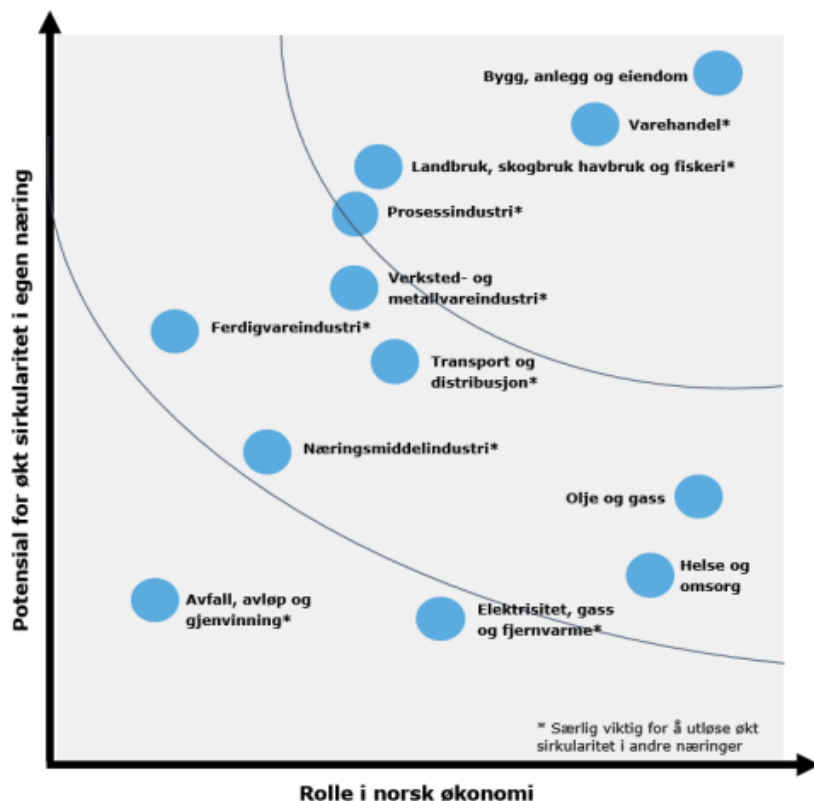 Potensial for økt sirkularitet i egen næring
Bygg, anlegg og eiendom
Varehandel*
Landbruk, skogbruk havbruk og fiskeri*
Prosessindustri*
Verksted- og
metallvareindustri*
Ferdigvareindustri*
Transport og
distribusjon*
Næringsmiddelindustri*
Olje og gass
Helse og
omsorg
Avfall, avløp og
gjenvinning*
Elektrisitet, gass
og fjernvarme*
* Særlig viktig for å utløse økt
sirkularitet i andre næringer
Rolle i norsk økonomi